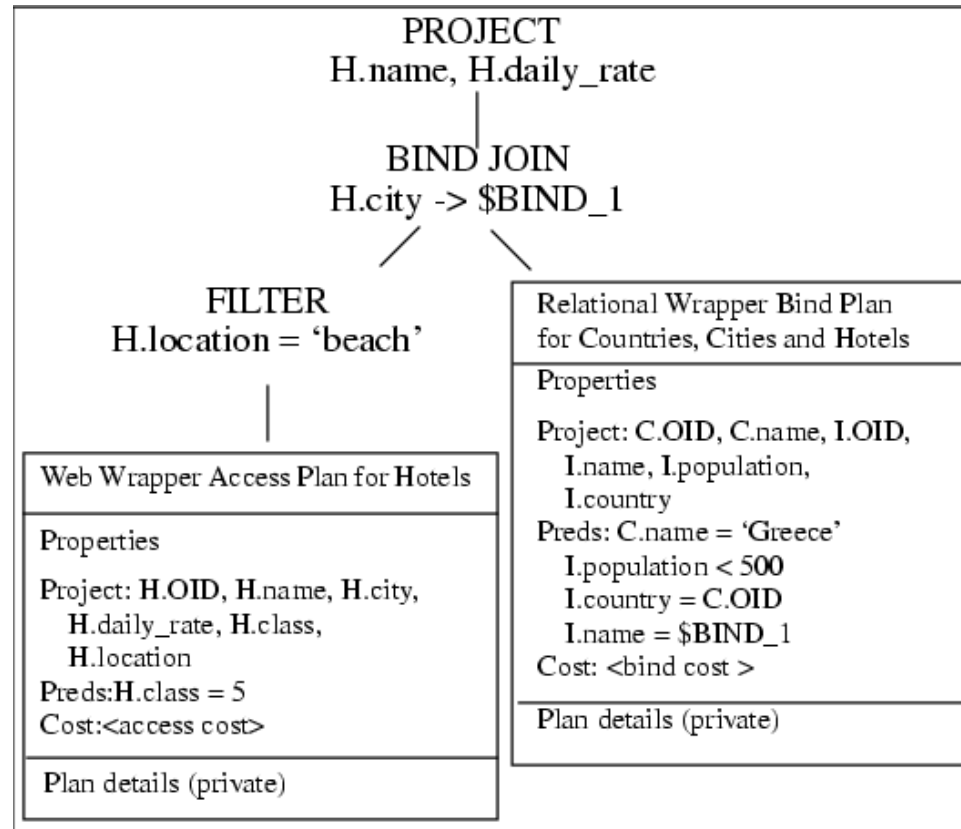 PROJECT
H.name, H.daily_rate
BIND JOIN
H.city -> $BIND_1
FILTER
H.location = ‘beach’
Web Wrapper Access Plan for Hotels
Properties
Project: H.OID, H.name, H.city,
H.daily_rate, H.class,
H.location
Preds:H.class = 5
Cost:<access cost>
Plan details (private)
Relational Wrapper Bind Plan
for Countries, Cities and Hotels
Properties
Project: C.OID, C.name, I.OID,
I.name, I.population,
I.country
Preds: C.name = ‘Greece’
I.population < 500
I.country = C.OID
I.name = $BIND_1
Cost: <bind cost >
Plan details (private)